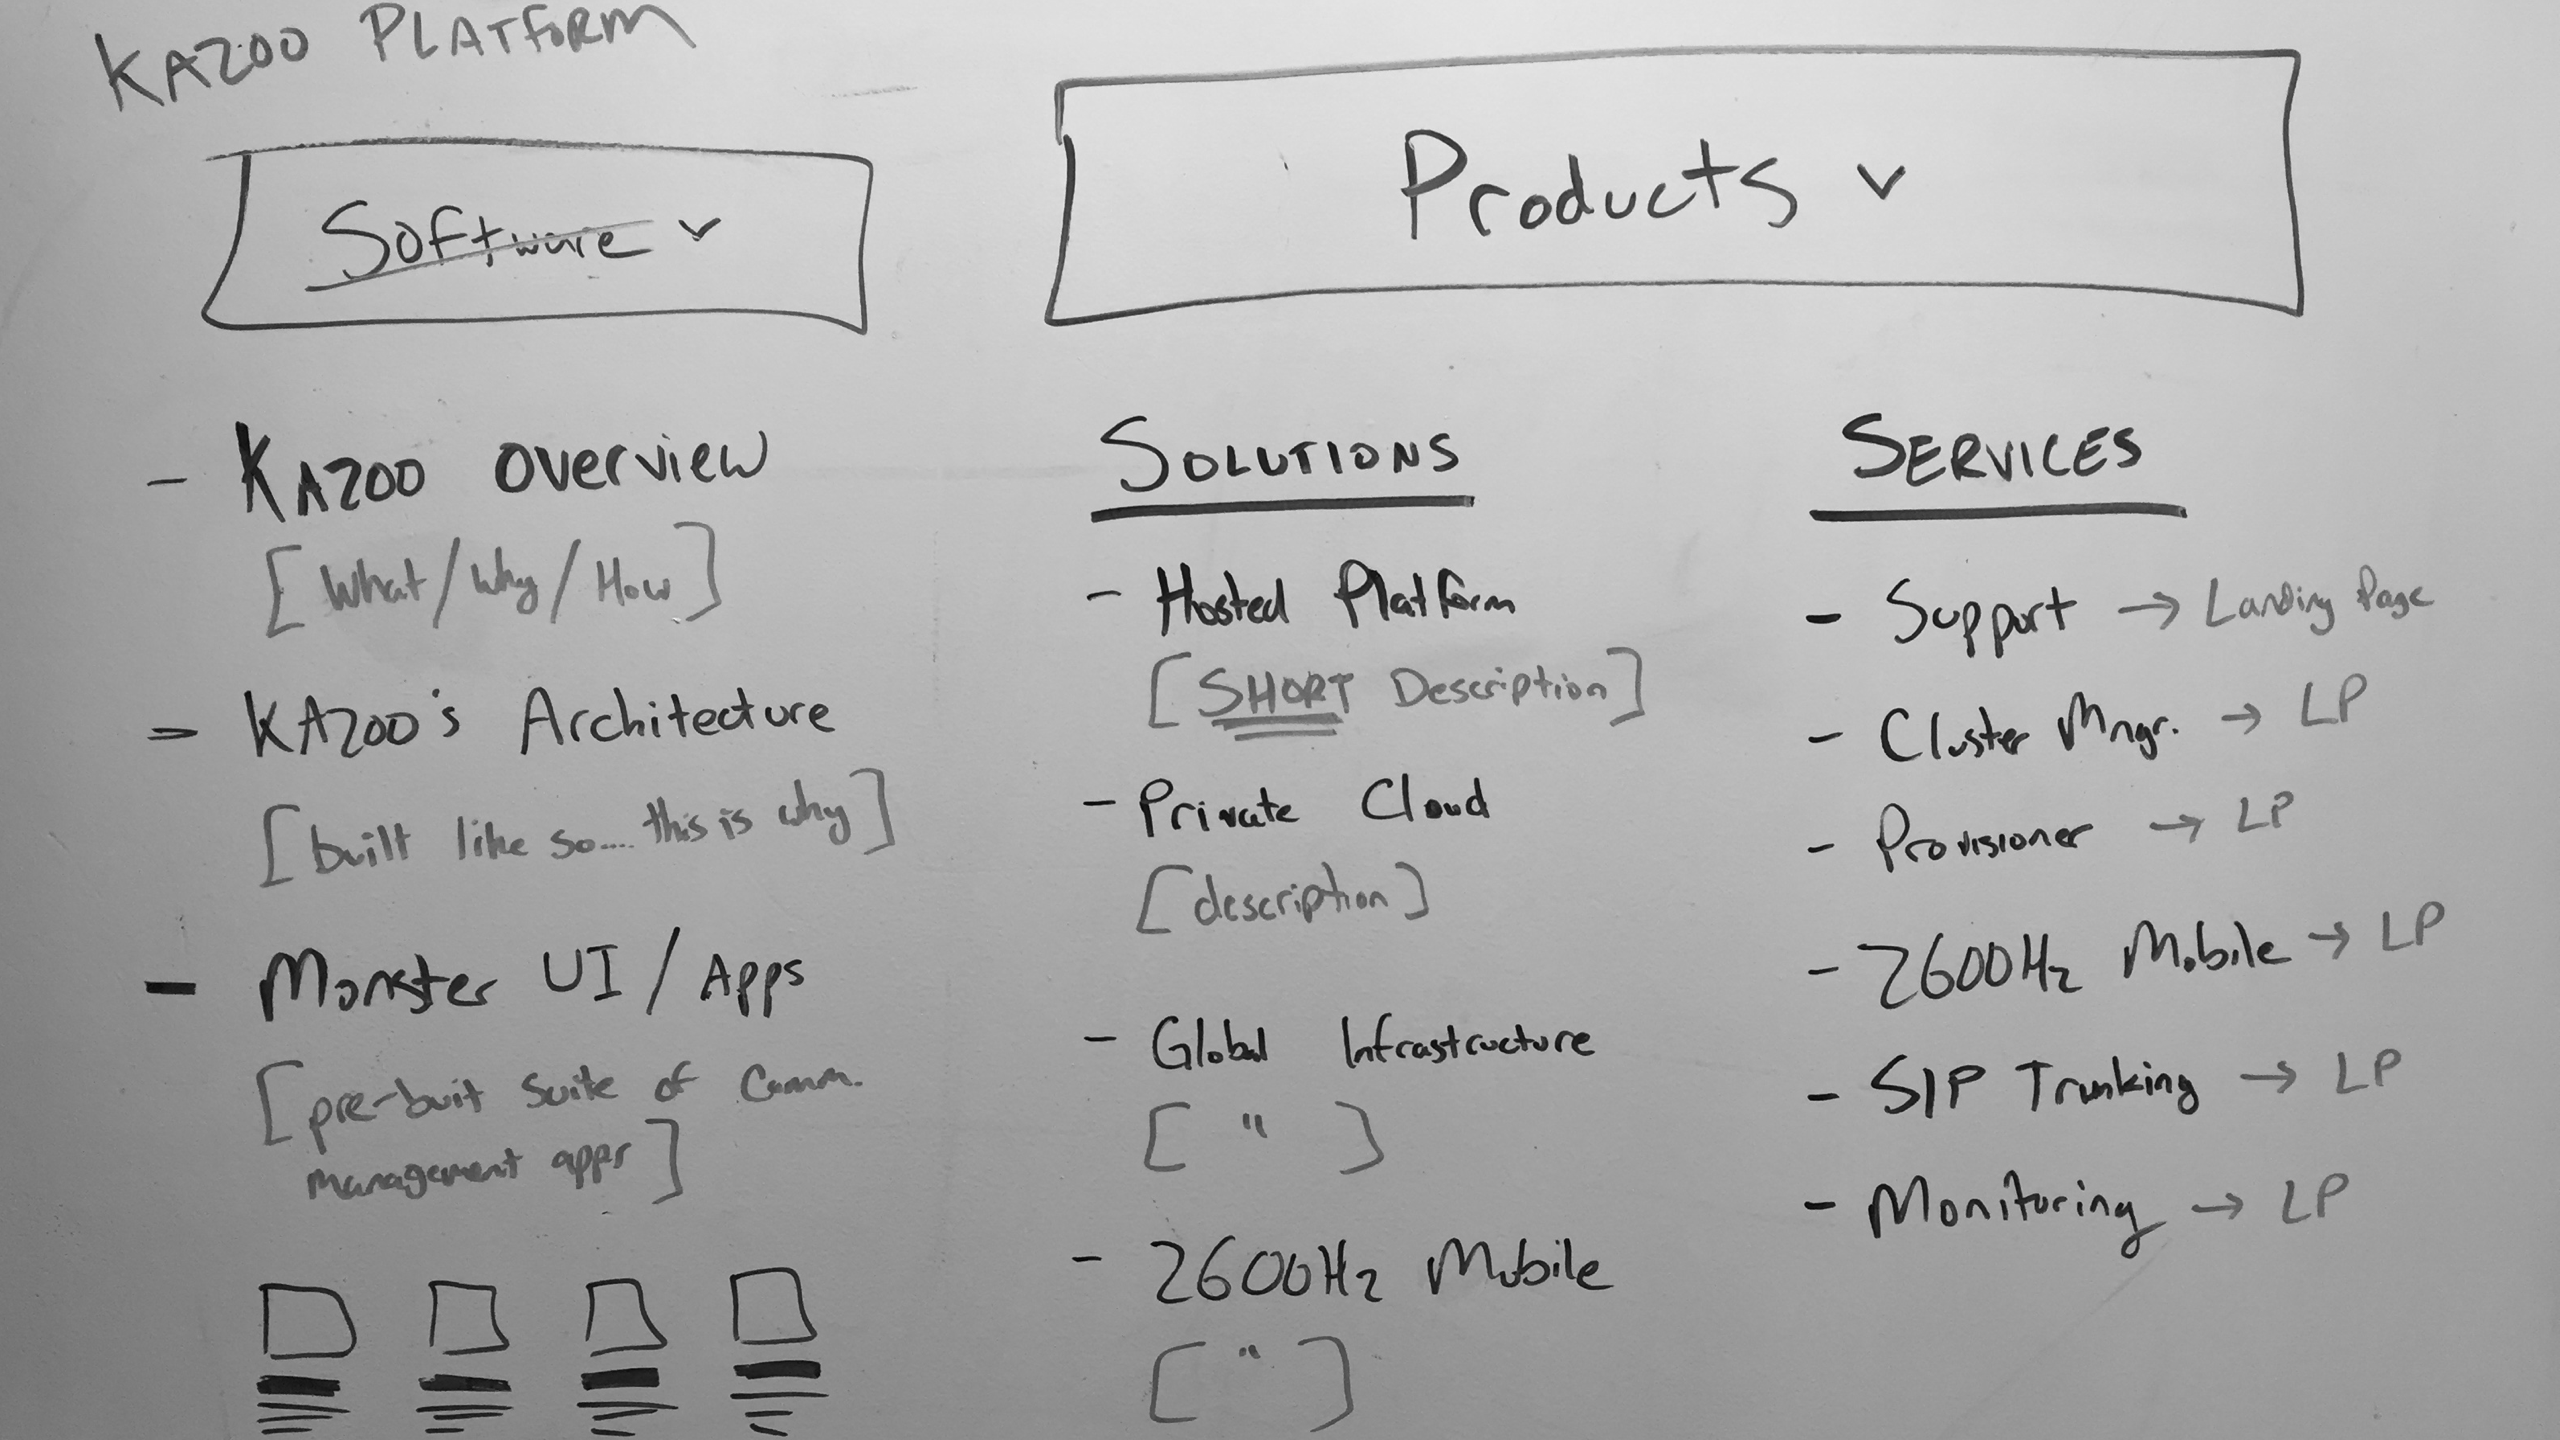 KAZOO PLATFORM
Software
Products
- KAZOO overview
[What/Why/How]
- KAZOO's Architecture
[built like so.... this is why]
- Monster UI / Apps
[pre-buit suite of Comm.
management apps]
SOLUTIONS
- Hosted Platform
[SHORT Description]
- Private Cloud
[description]
- Global Infrastructure
[ " ]
- 2600Hz Mobile
[ " ]
SERVICES
- Support → Landing Page
- Cluster Mngr. → LP
- Provisioner → LP
- 2600Hz Mobile → LP
- SIP Trunking → LP
- Monitoring → LP